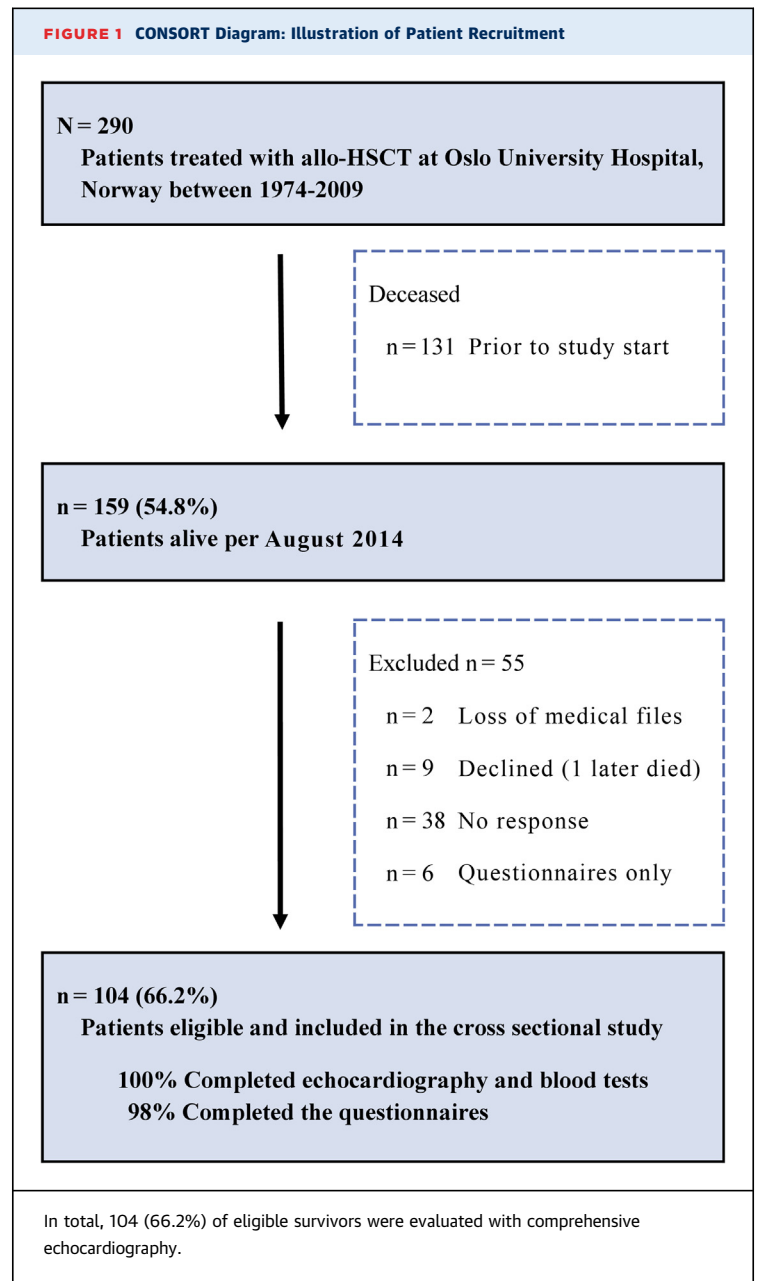 FIGURE 1 CONSORT Diagram: Illustration of Patient Recruitment
N = 290
Patients treated with allo-HSCT at Oslo University Hospital,
Norway between 1974-2009
Deceased
n = 131 Prior to study start
n = 159 (54.8%)
Patients alive per August 2014
Excluded n = 55
n = 2 Loss of medical files
n = 9 Declined (1 later died)
n = 38 No response
n = 6 Questionnaires only
n = 104 (66.2%)
Patients eligible and included in the cross sectional study
100% Completed echocardiography and blood tests
98% Completed the questionnaires
In total, 104 (66.2%) of eligible survivors were evaluated with comprehensive
echocardiography.